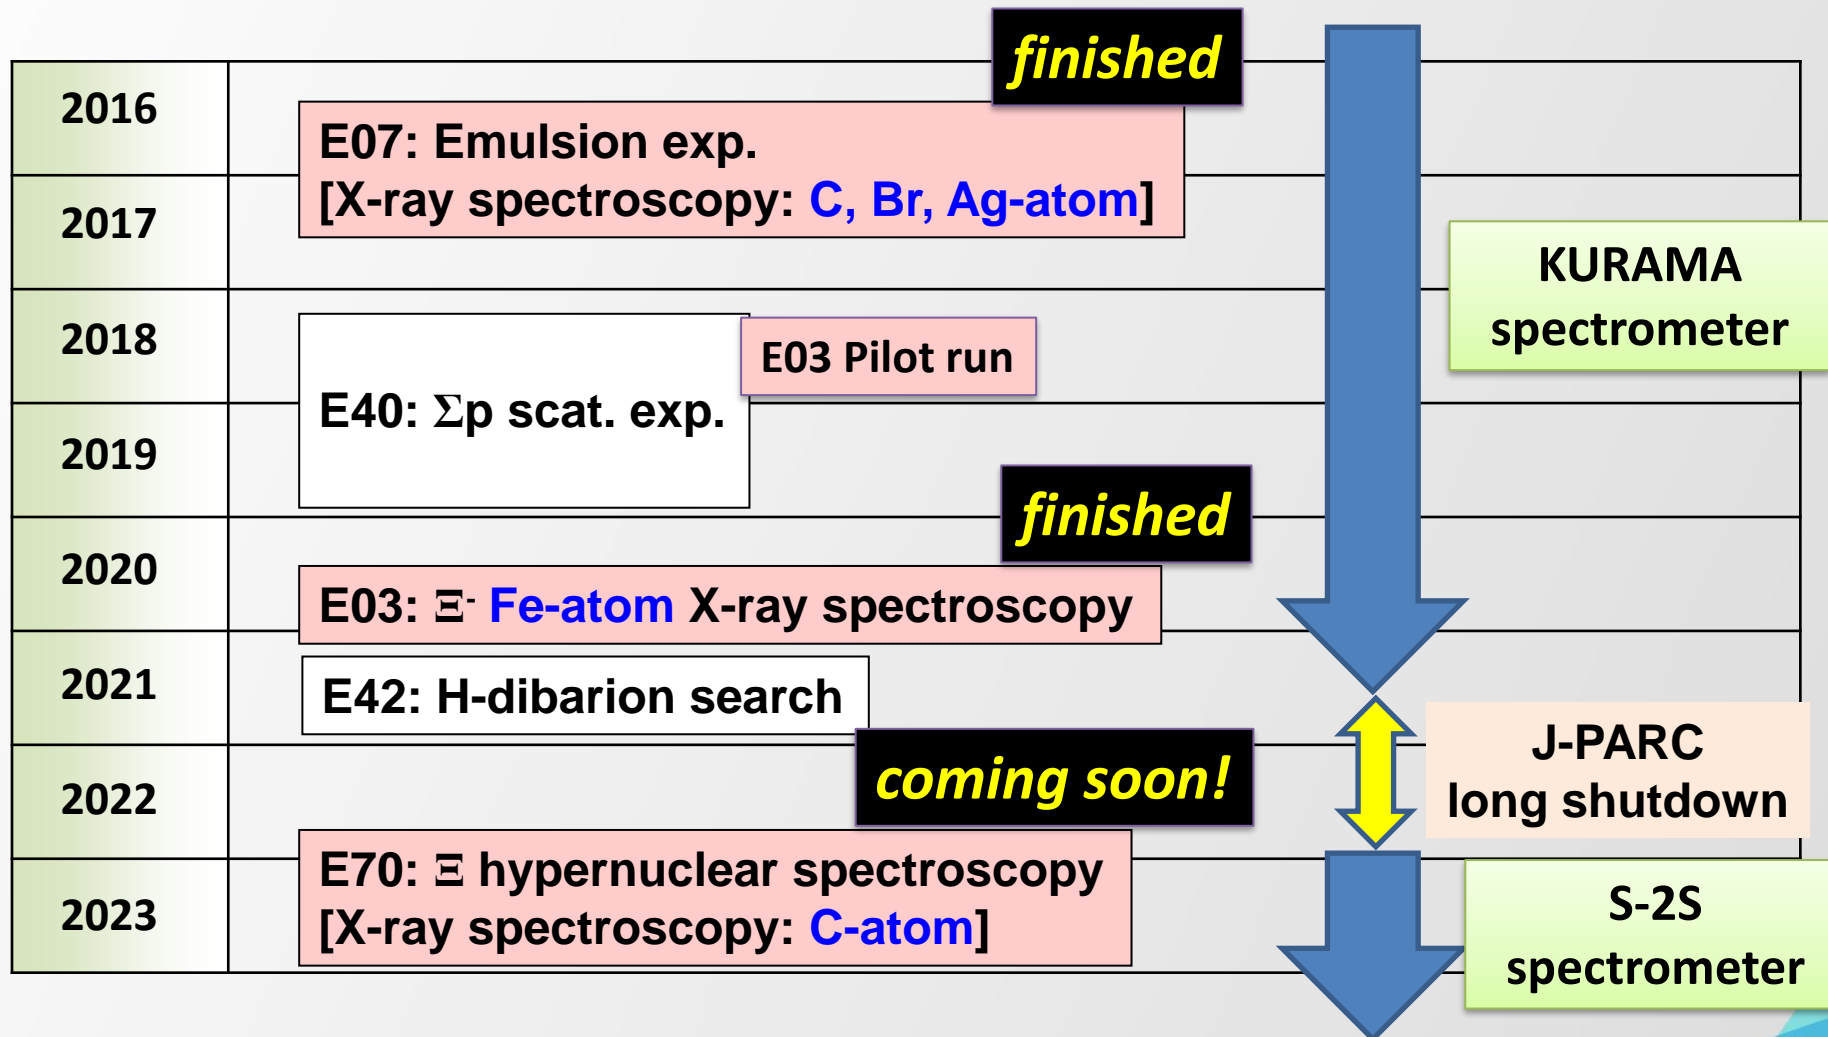 finished
2016
E07: Emulsion exp.
[X-ray spectroscopy: C, Br, Ag-atom]
2017
KURAMA
spectrometer
2018
E03 Pilot run
E40: Σp scat. exp.
2019
finished
2020
E03: Ξ- Fe-atom X-ray spectroscopy
2021
E42: H-dibarion search
J-PARC
long shutdown
coming soon!
2022
E70: Ξ hypernuclear spectroscopy
[X-ray spectroscopy: C-atom]
2023
S-2S
spectrometer